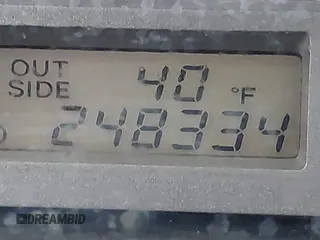 OUT SIDE 40 °F
248334
DREAMBID